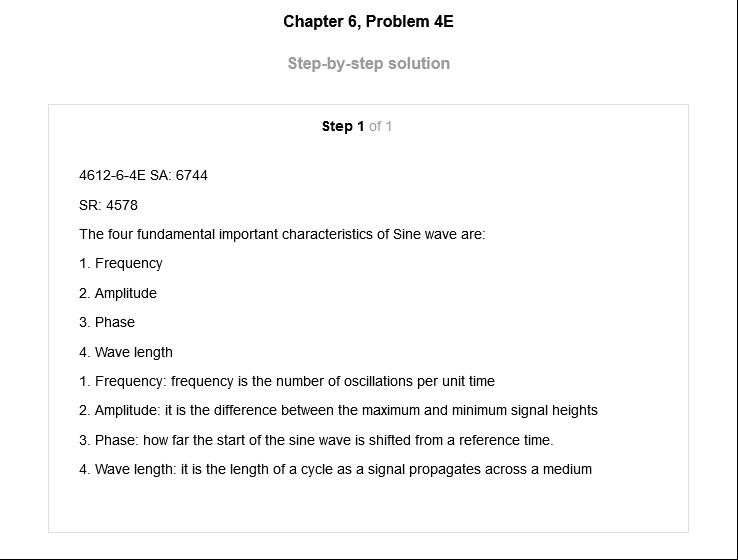 Chapter 6, Problem 4E
Step-by-step solution
Step 1 of 1
4612-6-4E SA: 6744
SR: 4578
The four fundamental important characteristics of Sine wave are:
1. Frequency
2. Amplitude
3. Phase
4. Wave length
1. Frequency: frequency is the number of oscillations per unit time
2. Amplitude: it is the difference between the maximum and minimum signal heights
3. Phase: how far the start of the sine wave is shifted from a reference time.
4. Wave length: it is the length of a cycle as a signal propagates across a medium